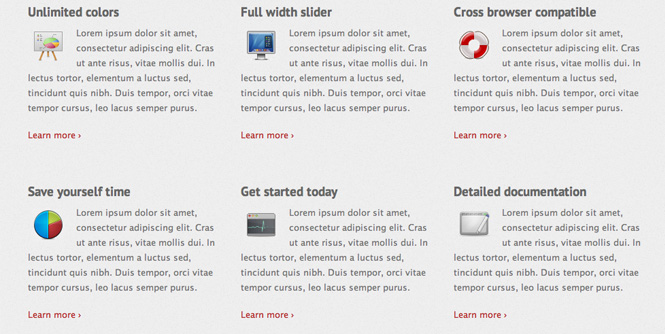 Unlimited colors
Lorem ipsum dolor sit amet,
consectetur adipiscing elit. Cras
ut ante risus, vitae mollis dui. In
lectus tortor, elementum a luctus sed,
tincidunt quis nibh. Duis tempor, orci vitae
tempor cursus, leo lacus semper purus.
Learn more ›
Full width slider
Lorem ipsum dolor sit amet,
consectetur adipiscing elit. Cras
ut ante risus, vitae mollis dui. In
lectus tortor, elementum a luctus sed,
tincidunt quis nibh. Duis tempor, orci vitae
tempor cursus, leo lacus semper purus.
Learn more ›
Cross browser compatible
Lorem ipsum dolor sit amet,
consectetur adipiscing elit. Cras
ut ante risus, vitae mollis dui. In
lectus tortor, elementum a luctus sed,
tincidunt quis nibh. Duis tempor, orci vitae
tempor cursus, leo lacus semper purus.
Learn more ›
Save yourself time
Lorem ipsum dolor sit amet,
consectetur adipiscing elit. Cras
ut ante risus, vitae mollis dui. In
lectus tortor, elementum a luctus sed,
tincidunt quis nibh. Duis tempor, orci vitae
tempor cursus, leo lacus semper purus.
Learn more ›
Get started today
Lorem ipsum dolor sit amet,
consectetur adipiscing elit. Cras
ut ante risus, vitae mollis dui. In
lectus tortor, elementum a luctus sed,
tincidunt quis nibh. Duis tempor, orci vitae
tempor cursus, leo lacus semper purus.
Learn more ›
Detailed documentation
Lorem ipsum dolor sit amet,
consectetur adipiscing elit. Cras
ut ante risus, vitae mollis dui. In
lectus tortor, elementum a luctus sed,
tincidunt quis nibh. Duis tempor, orci vitae
tempor cursus, leo lacus semper purus.
Learn more ›